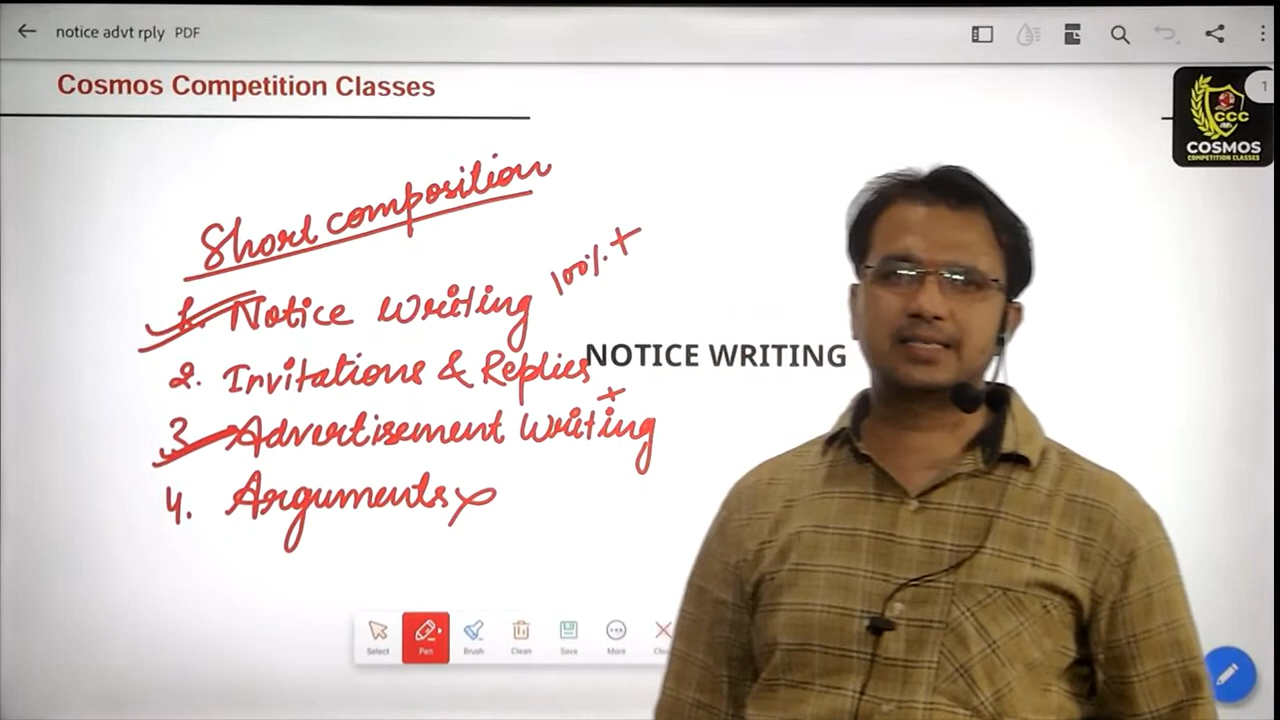 notice advt rply PDF
Cosmos Competition Classes
1
CCC
COSMOS
COMPETITION CLASSES
Short composition
1. Notice Writing 100%+
NOTICE WRITING
2. Invitations & Replies
3. Advertisement Writing +
4. Arguments
Select Pen Brush Clean Save More